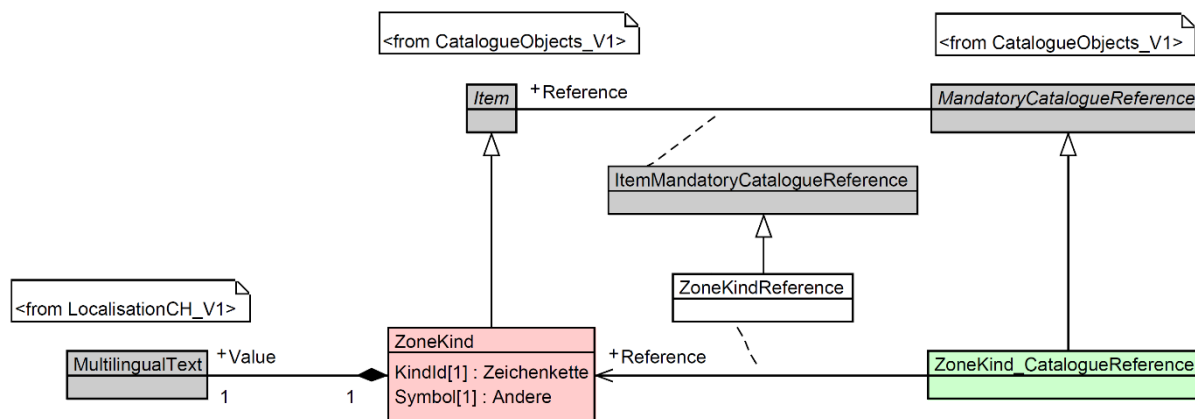 <from CatalogueObjects_V1>
<from CatalogueObjects_V1>
Item
+Reference
MandatoryCatalogueReference
ItemMandatoryCatalogueReference
ZoneKindReference
<from LocalisationCH_V1>
MultilingualText
+Value
1
1
ZoneKind
KindId[1] : Zeichenkette
Symbol[1] : Andere
+Reference
ZoneKind_CatalogueReference